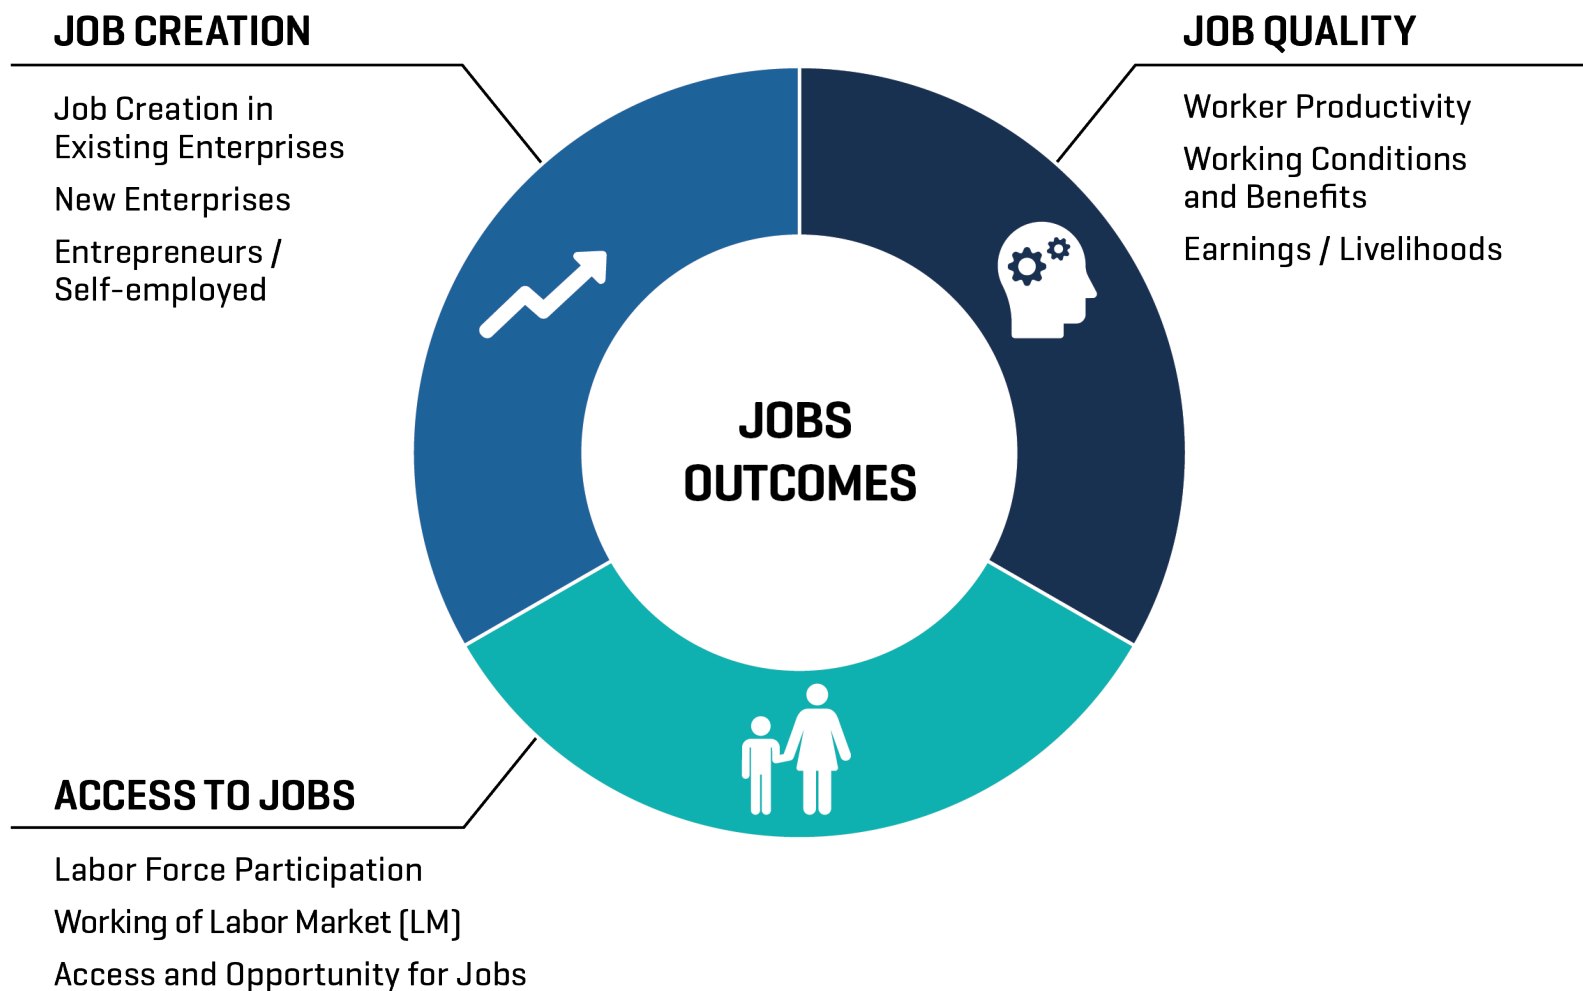 JOB CREATION
Job Creation in
Existing Enterprises
New Enterprises
Entrepreneurs /
Self-employed
JOB QUALITY
Worker Productivity
Working Conditions
and Benefits
Earnings / Livelihoods
JOBS
OUTCOMES
ACCESS TO JOBS
Labor Force Participation
Working of Labor Market (LM)
Access and Opportunity for Jobs